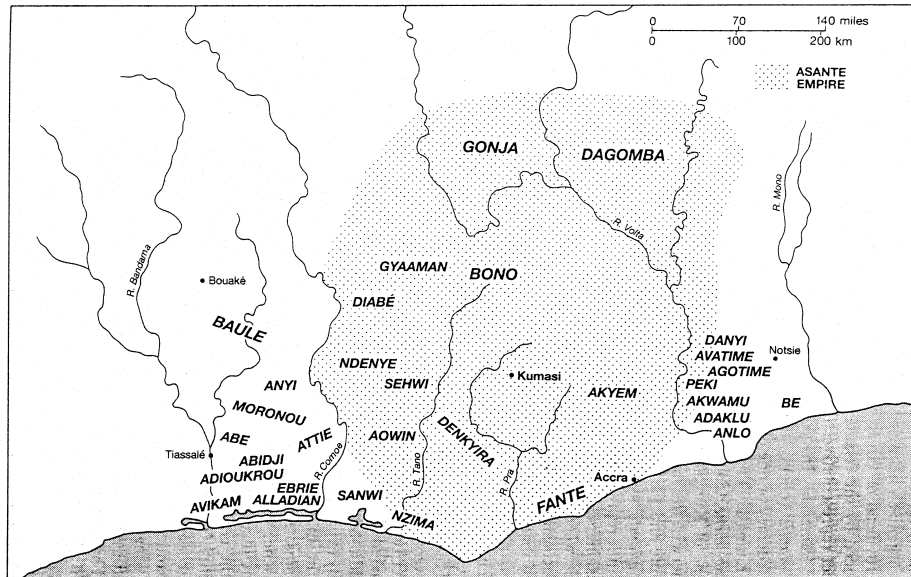 0 70 140 miles
0 100 200 km
ASANTE
EMPIRE
GONJA
DAGOMBA
R. Mono
R. Volta
R. Bandama
GYAAMAN
BONO
Bouaké
DIABÉ
BAULE
DANYI
AVATIME
Notsie
AGOTIME
NDENYE
SEHWI
Kumasi
AKYEM
PEKI
ANYI
AKWAMU
BE
MORONOU
ADAKLU
ANLO
ABE
ATTIE
AOWIN
DENKYIRA
Tiassalé
ABIDJI
R. Comoe
R. Tano
ADIOUKROU
R. Pra
Accra
EBRIE
AVIKAM
ALLADIAN
SANWI
FANTE
NZIMA